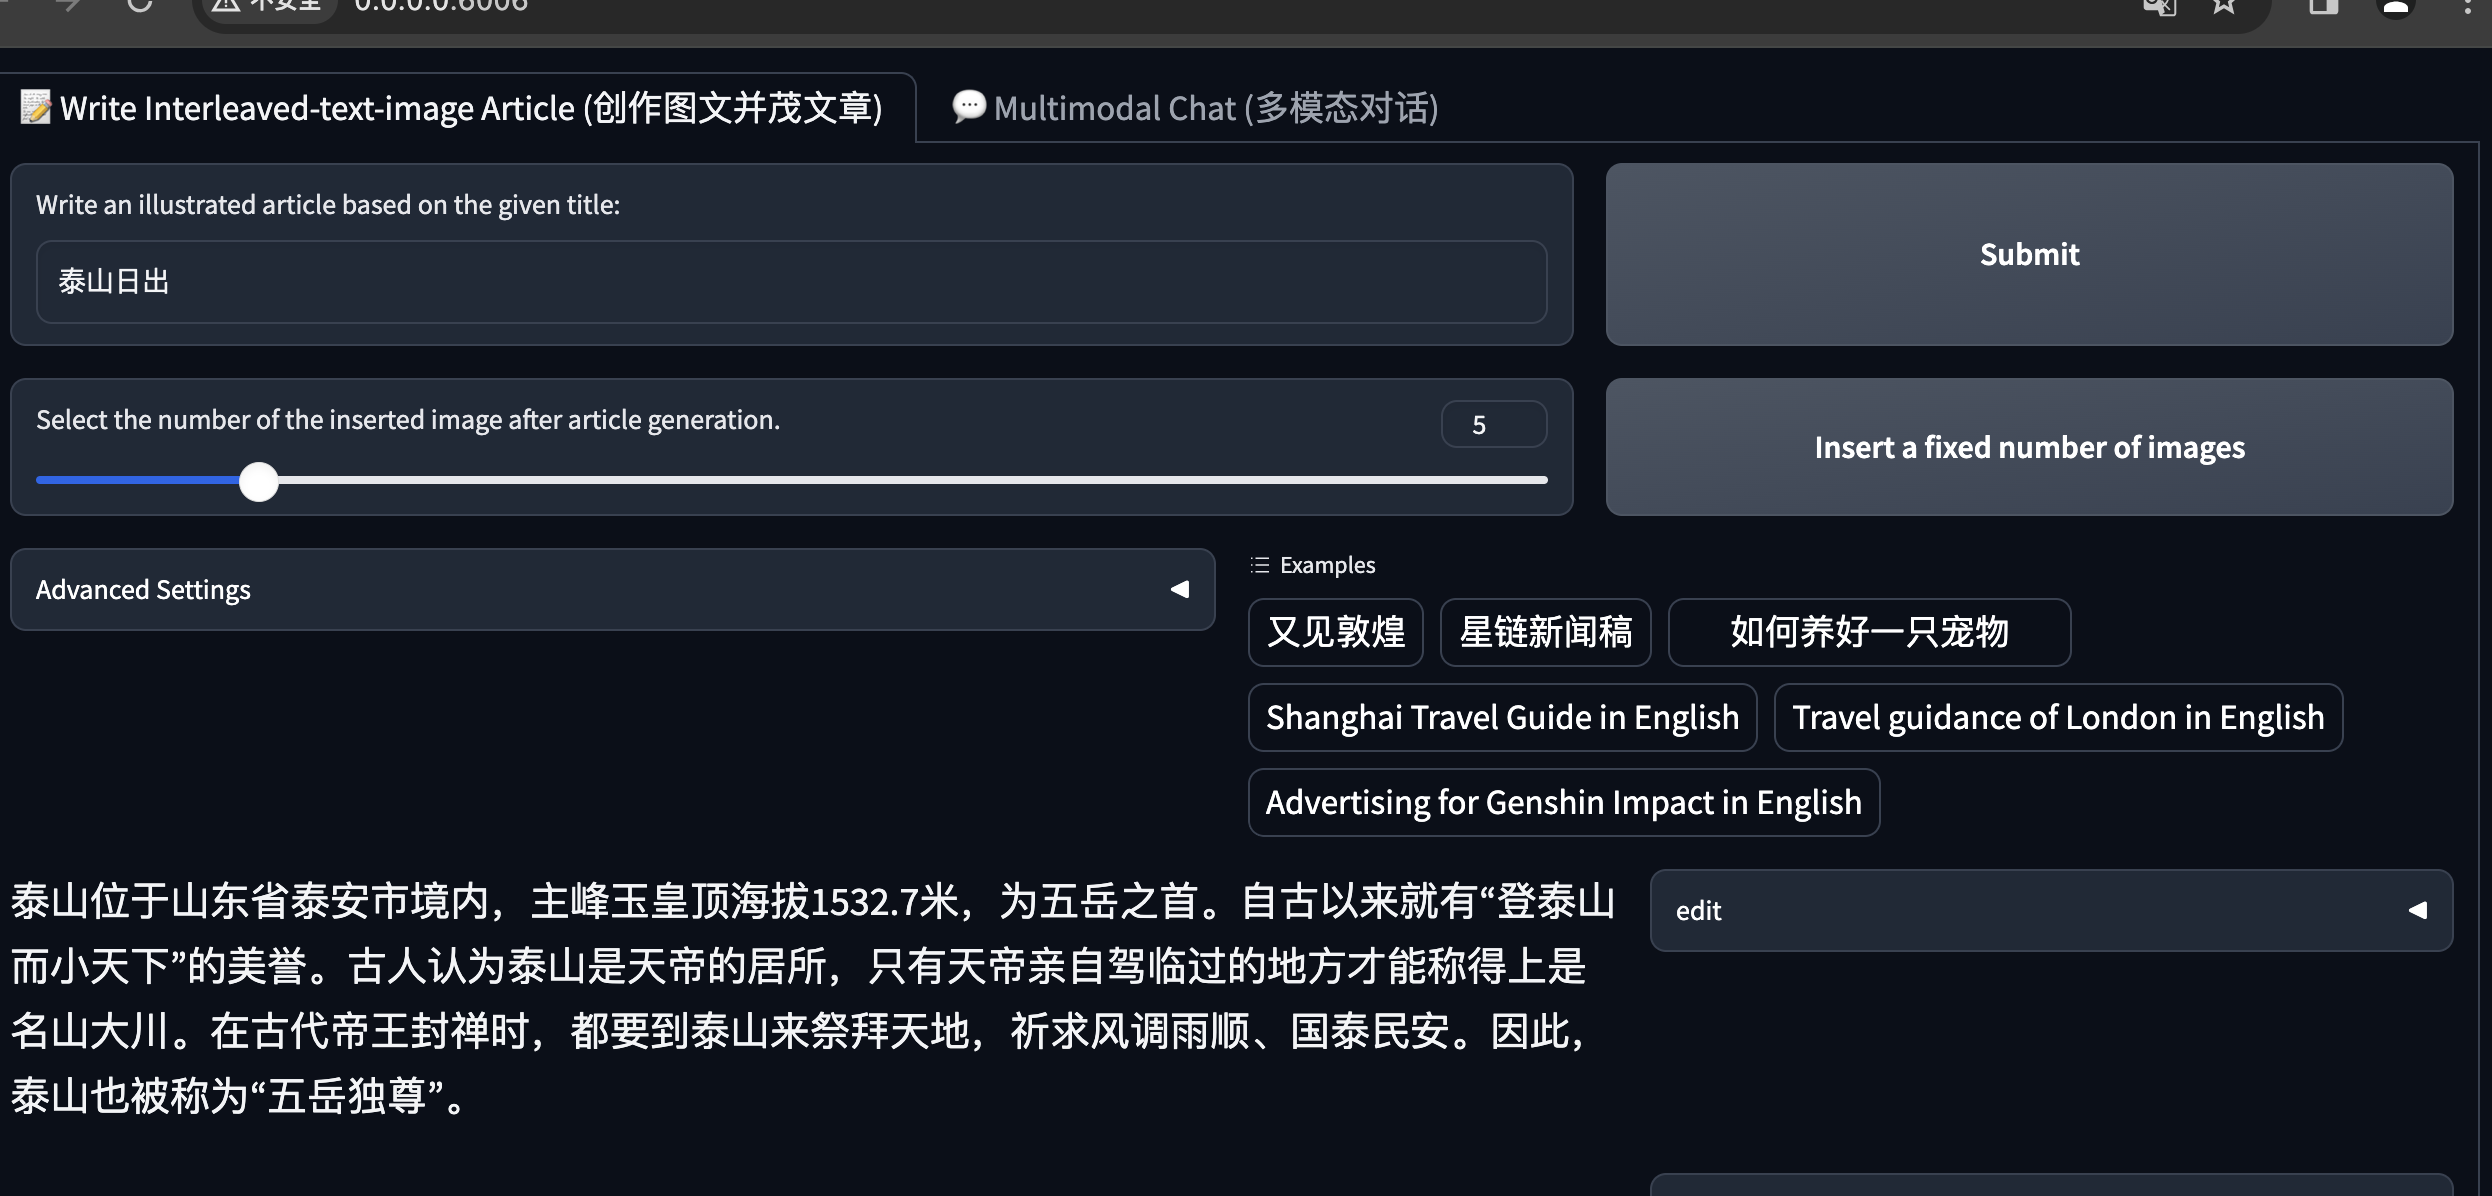 不安全 0.0.0.0:6006
Write Interleaved-text-image Article (创作图文并茂文章) Multimodal Chat (多模态对话)
Write an illustrated article based on the given title:
泰山日出
Submit
Select the number of the inserted image after article generation.
5
Insert a fixed number of images
Advanced Settings
Examples
又见敦煌 星链新闻稿 如何养好一只宠物
Shanghai Travel Guide in English Travel guidance of London in English
Advertising for Genshin Impact in English
泰山位于山东省泰安市境内，主峰玉皇顶海拔1532.7米，为五岳之首。自古以来就有“登泰山
而小天下”的美誉。古人认为泰山是天帝的居所，只有天帝亲自驾临过的地方才能称得上是
名山大川。在古代帝王封禅时，都要到泰山来祭拜天地，祈求风调雨顺、国泰民安。因此，
泰山也被称为“五岳独尊”。
edit